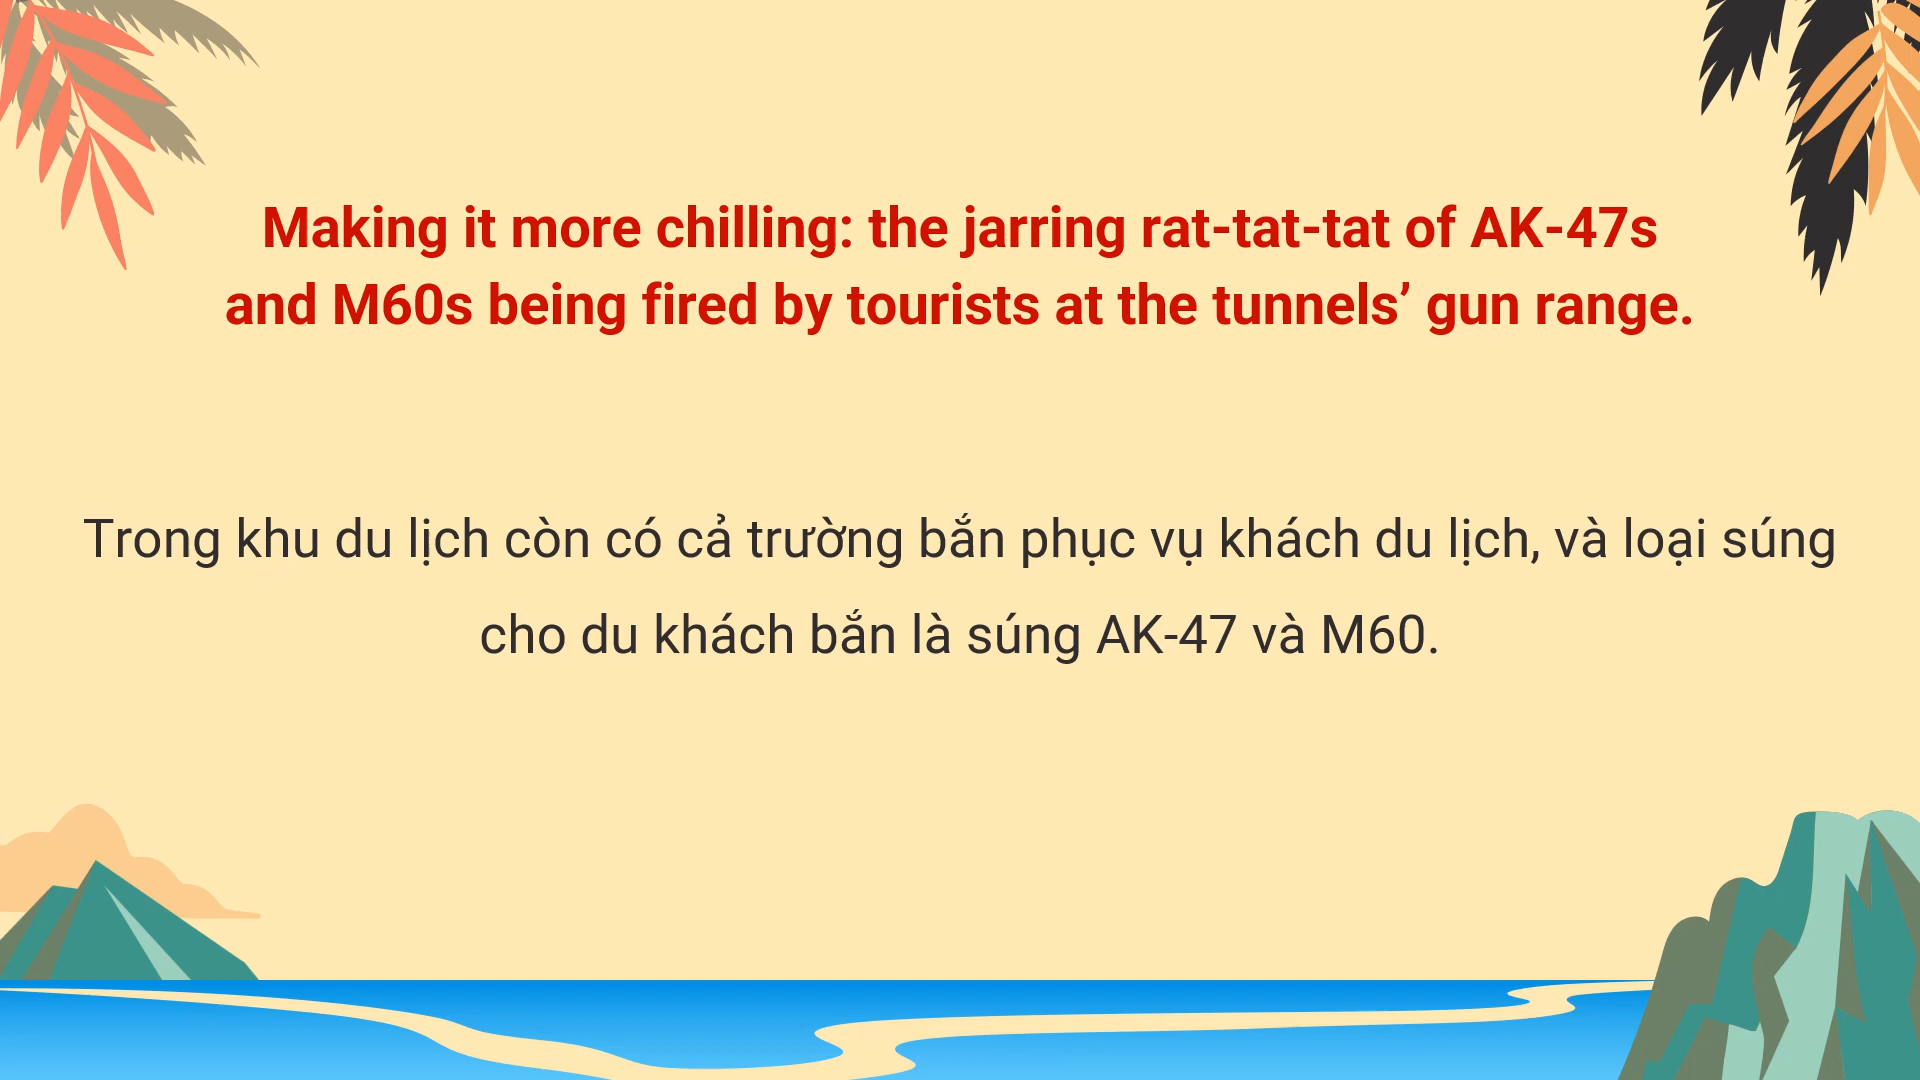 Making it more chilling: the jarring rat-tat-tat of AK-47s
and M60s being fired by tourists at the tunnels’ gun range.
Trong khu du lịch còn có cả trường bắn phục vụ khách du lịch, và loại súng
cho du khách bắn là súng AK-47 và M60.